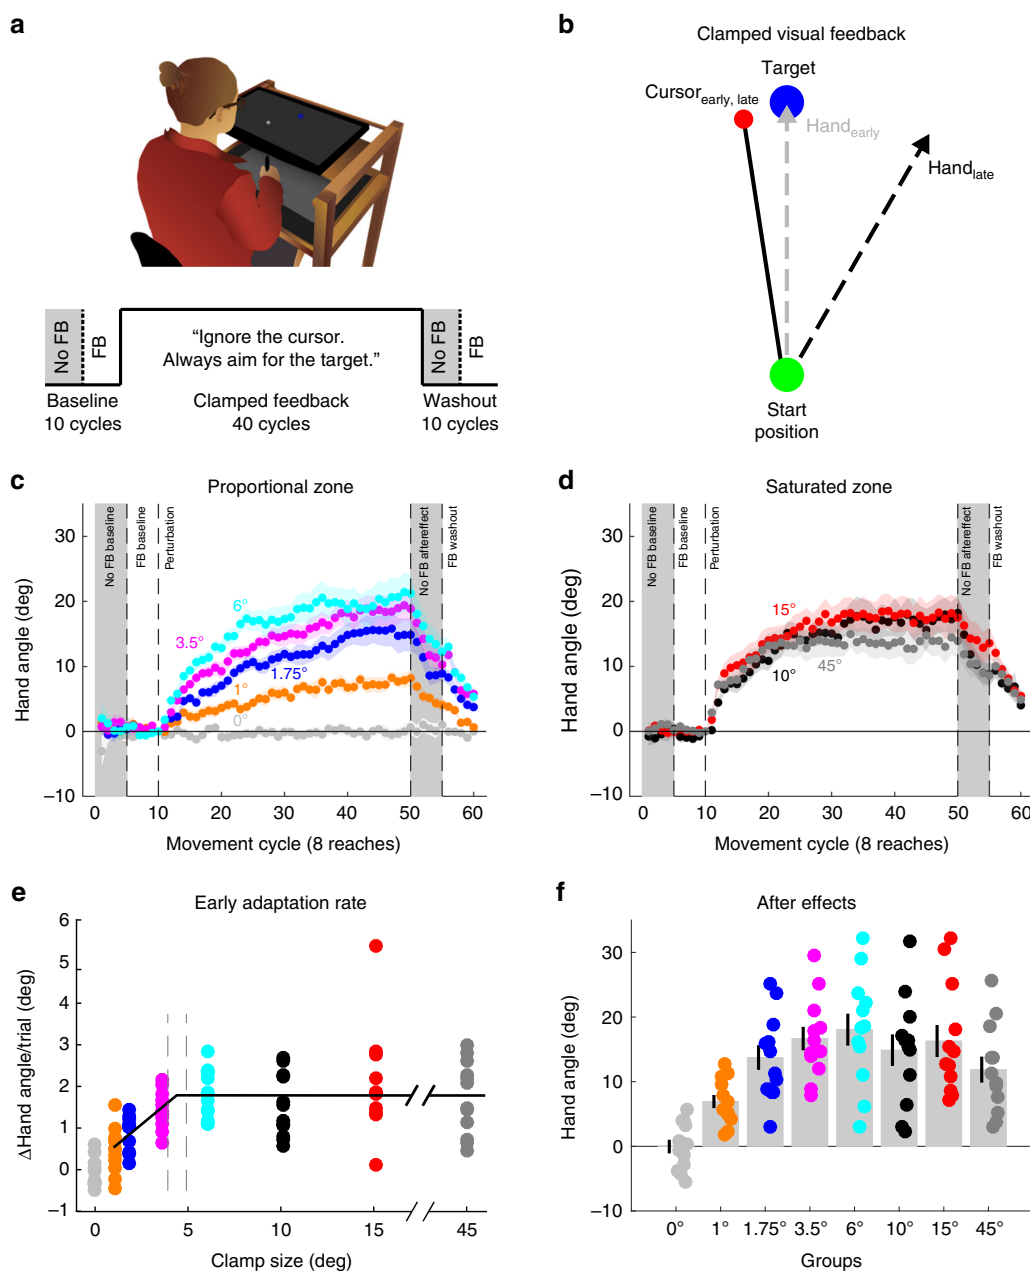 a
No FB
FB
“Ignore the cursor.
Always aim for the target.”
No FB
FB
Baseline
10 cycles
Clamped feedback
40 cycles
Washout
10 cycles
b
Clamped visual feedback
Target
Cursorearly, late
Handearly
Handlate
Start
position
c
Proportional zone
Hand angle (deg)
30
20
10
0
−10
No FB baseline
FB baseline
Perturbation
No FB aftereffect
FB washout
6°
3.5°
1.75°
1°
0°
0 10 20 30 40 50 60
Movement cycle (8 reaches)
d
Saturated zone
Hand angle (deg)
30
20
10
0
−10
No FB baseline
FB baseline
Perturbation
No FB aftereffect
FB washout
15°
45°
10°
0 10 20 30 40 50 60
Movement cycle (8 reaches)
e
Early adaptation rate
ΔHand angle/trial (deg)
6
5
4
3
2
1
0
−1
0 5 10 15 45
Clamp size (deg)
f
After effects
Hand angle (deg)
30
20
10
0
−10
0° 1° 1.75° 3.5° 6° 10° 15° 45°
Groups